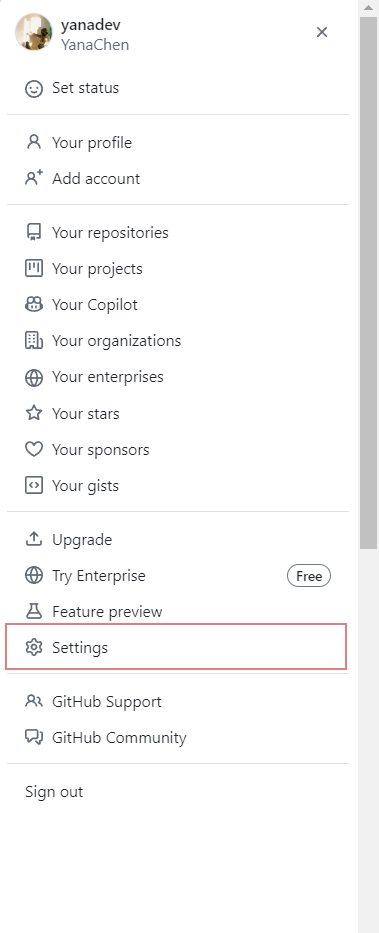 yanadev
YanaChen
Set status
Your profile
Add account
Your repositories
Your projects
Your Copilot
Your organizations
Your enterprises
Your stars
Your sponsors
Your gists
Upgrade
Try Enterprise Free
Feature preview
Settings
GitHub Support
GitHub Community
Sign out